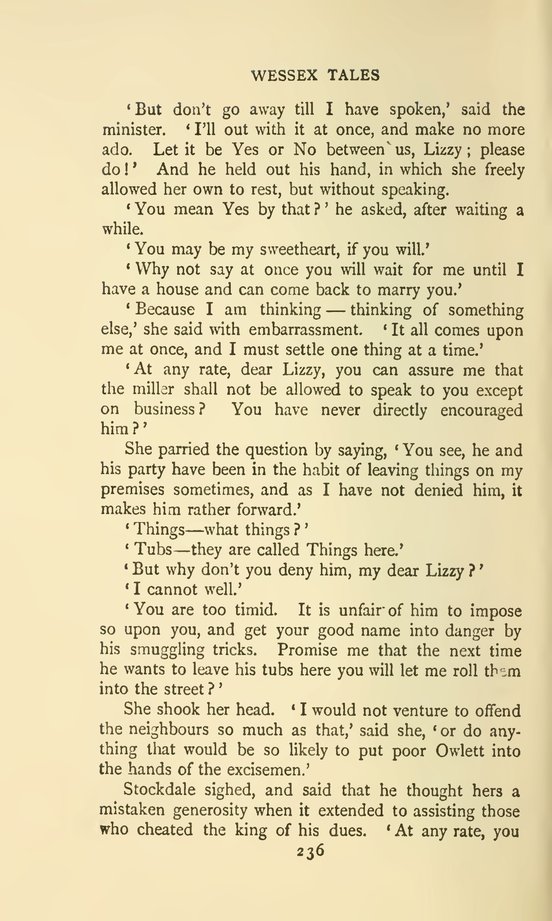 WESSEX TALES
‘But don’t go away till I have spoken,’ said the
minister. ‘I’ll out with it at once, and make no more
ado. Let it be Yes or No between us, Lizzy; please
do!’ And he held out his hand, in which she freely
allowed her own to rest, but without speaking.
‘You mean Yes by that?’ he asked, after waiting a
while.
‘You may be my sweetheart, if you will.’
‘Why not say at once you will wait for me until I
have a house and can come back to marry you.’
‘Because I am thinking — thinking of something
else,’ she said with embarrassment. ‘It all comes upon
me at once, and I must settle one thing at a time.’
‘At any rate, dear Lizzy, you can assure me that
the miller shall not be allowed to speak to you except
on business? You have never directly encouraged
him?’
She parried the question by saying, ‘You see, he and
his party have been in the habit of leaving things on my
premises sometimes, and as I have not denied him, it
makes him rather forward.’
‘Things—what things?’
‘Tubs—they are called Things here.’
‘But why don’t you deny him, my dear Lizzy?’
‘I cannot well.’
‘You are too timid. It is unfair of him to impose
so upon you, and get your good name into danger by
his smuggling tricks. Promise me that the next time
he wants to leave his tubs here you will let me roll them
into the street?’
She shook her head. ‘I would not venture to offend
the neighbours so much as that,’ said she, ‘or do any-
thing that would be so likely to put poor Owlett into
the hands of the excisemen.’
Stockdale sighed, and said that he thought hers a
mistaken generosity when it extended to assisting those
who cheated the king of his dues. ‘At any rate, you
236